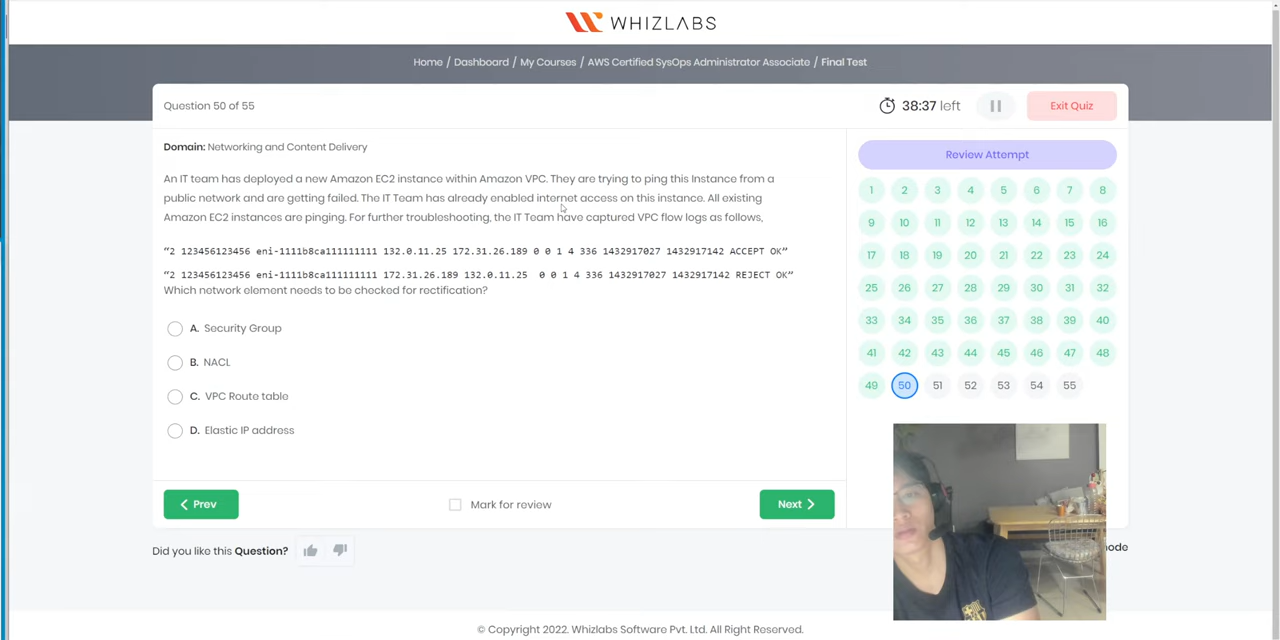 WHIZLABS
Home / Dashboard / My Courses / AWS Certified SysOps Administrator Associate / Final Test
Question 50 of 55
38:37 left
Exit Quiz
Domain: Networking and Content Delivery
An IT team has deployed a new Amazon EC2 instance within Amazon VPC. They are trying to ping this Instance from a
public network and are getting failed. The IT Team has already enabled internet access on this instance. All existing
Amazon EC2 instances are pinging. For further troubleshooting, the IT Team have captured VPC flow logs as follows,
“2 123456123456 eni-1111b8ca111111111 132.0.11.25 172.31.26.189 0 0 1 4 336 1432917027 1432917142 ACCEPT OK”
“2 123456123456 eni-1111b8ca111111111 172.31.26.189 132.0.11.25  0 0 1 4 336 1432917027 1432917142 REJECT OK”
Which network element needs to be checked for rectification?
A. Security Group
B. NACL
C. VPC Route table
D. Elastic IP address
Prev
Mark for review
Next
Review Attempt
1 2 3 4 5 6 7 8
9 10 11 12 13 14 15 16
17 18 19 20 21 22 23 24
25 26 27 28 29 30 31 32
33 34 35 36 37 38 39 40
41 42 43 44 45 46 47 48
49 50 51 52 53 54 55
Did you like this Question?
ode
© Copyright 2022. Whizlabs Software Pvt. Ltd. All Right Reserved.